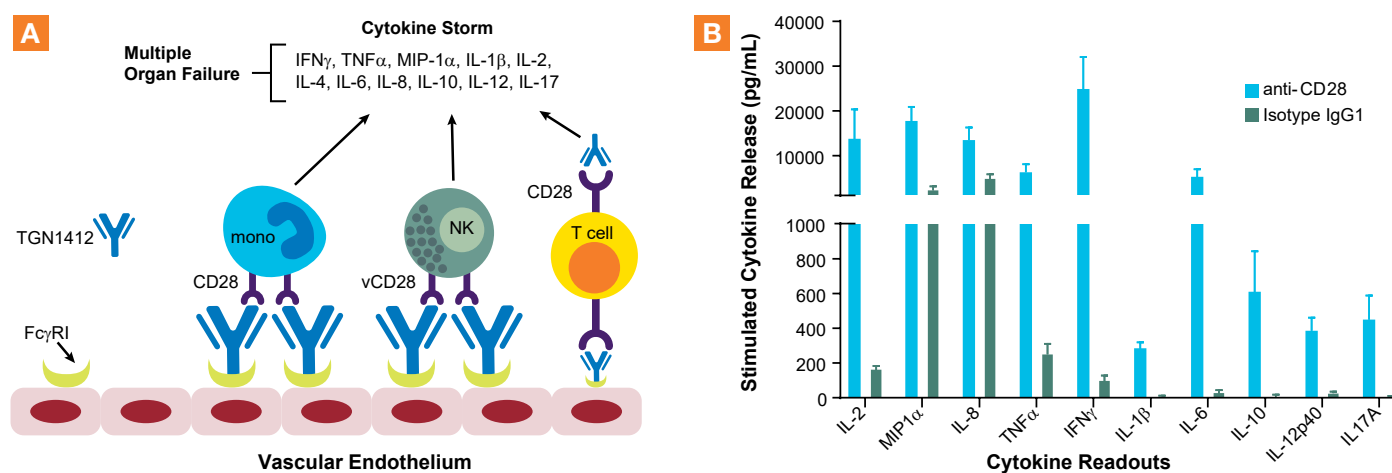 A
Cytokine Storm
Multiple
Organ Failure
IFNγ, TNFα, MIP-1α, IL-1β, IL-2,
IL-4, IL-6, IL-8, IL-10, IL-12, IL-17
TGN1412
mono
CD28
NK
vCD28
CD28
T cell
FcγRI
Vascular Endothelium
B
Stimulated Cytokine Release (pg/mL)
40000
30000
20000
10000
1000
800
600
400
200
0
anti-CD28
Isotype IgG1
IL-2
MIP1α
IL-8
TNFα
IFNγ
IL-1β
IL-6
IL-10
IL-12p40
IL17A
Cytokine Readouts